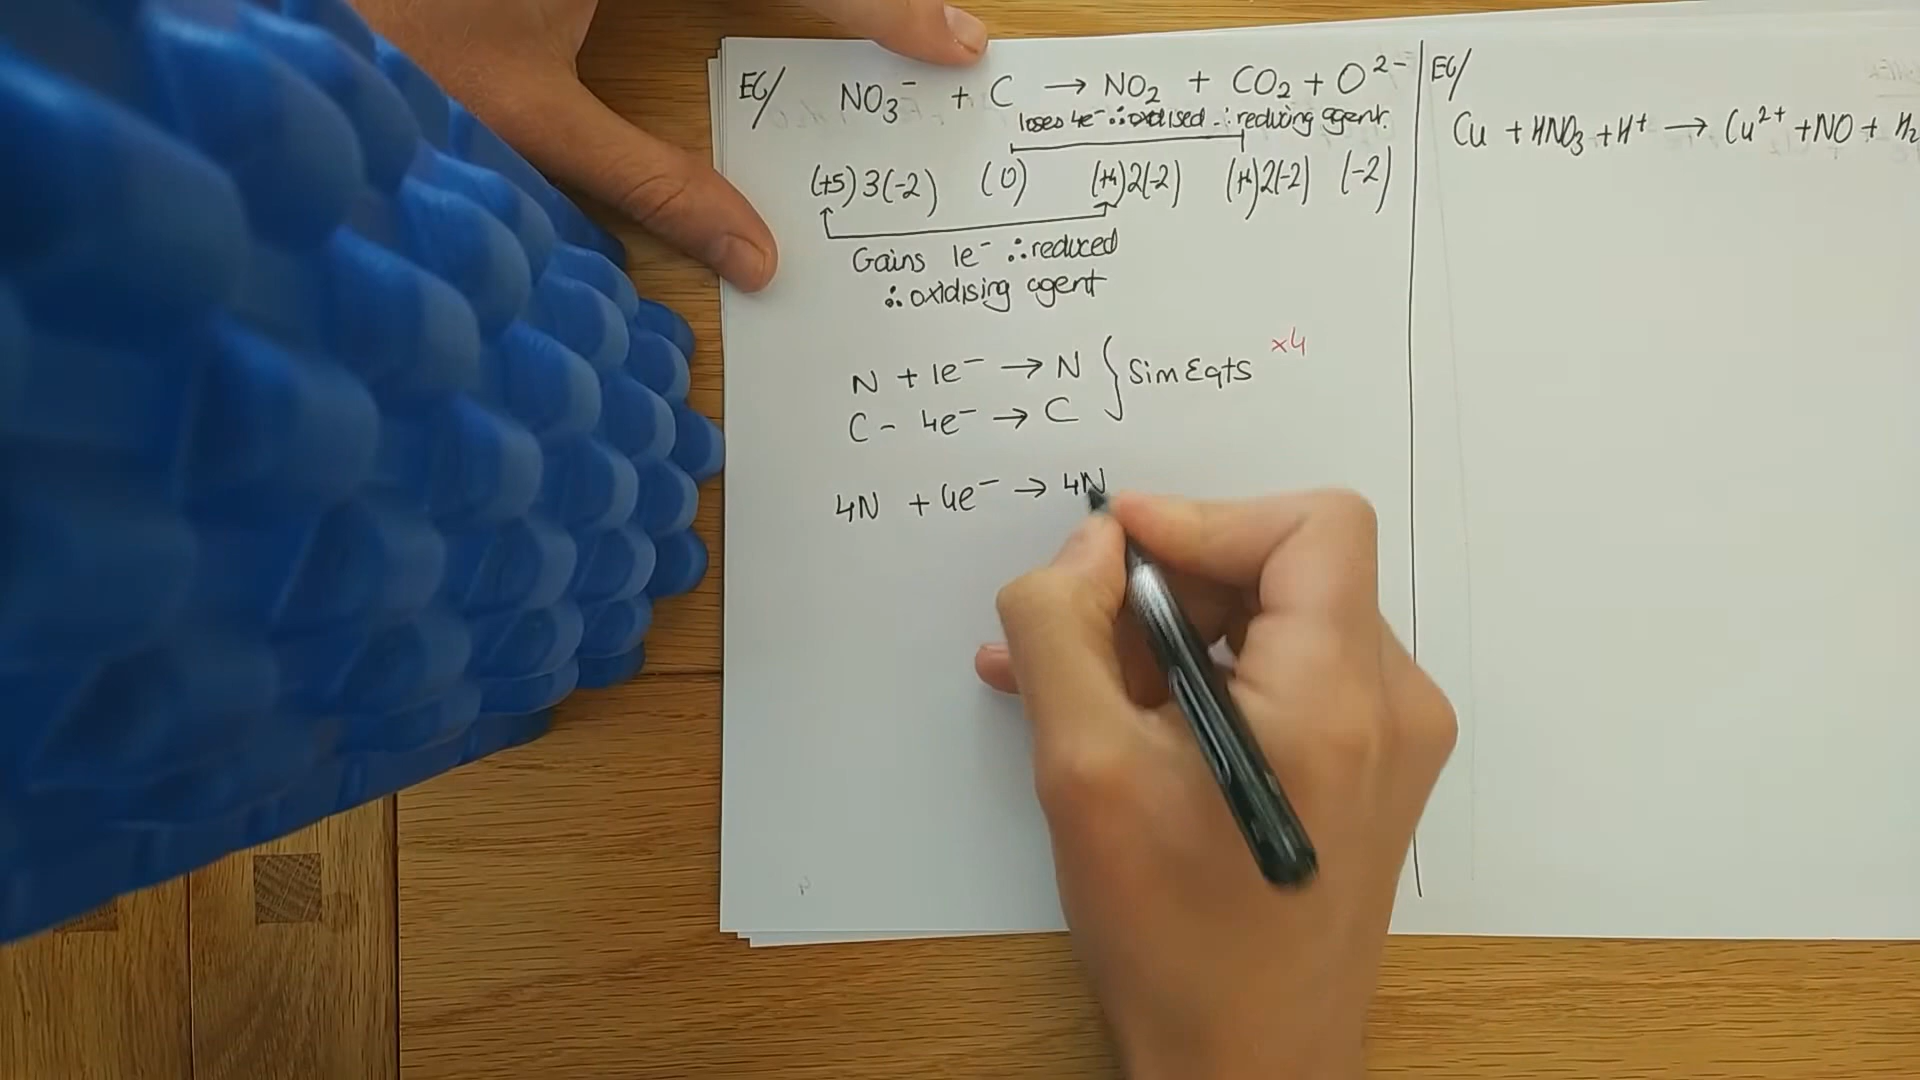 EG/ NO₃⁻ + C → NO₂ + CO₂ + O²⁻
loses 4e⁻ ∴ oxidised ∴ reducing agent.
(+5) 3(-2) (0) (+4) 2(-2) (+4) 2(-2) (-2)
Gains 1e⁻ ∴ reduced
∴ oxidising agent
N + 1e⁻ → N } Sim Eqts ×4
C - 4e⁻ → C
4N + 4e⁻ → 4N
EG/
Cu + HNO₃ + H⁺ → Cu²⁺ + NO + H₂